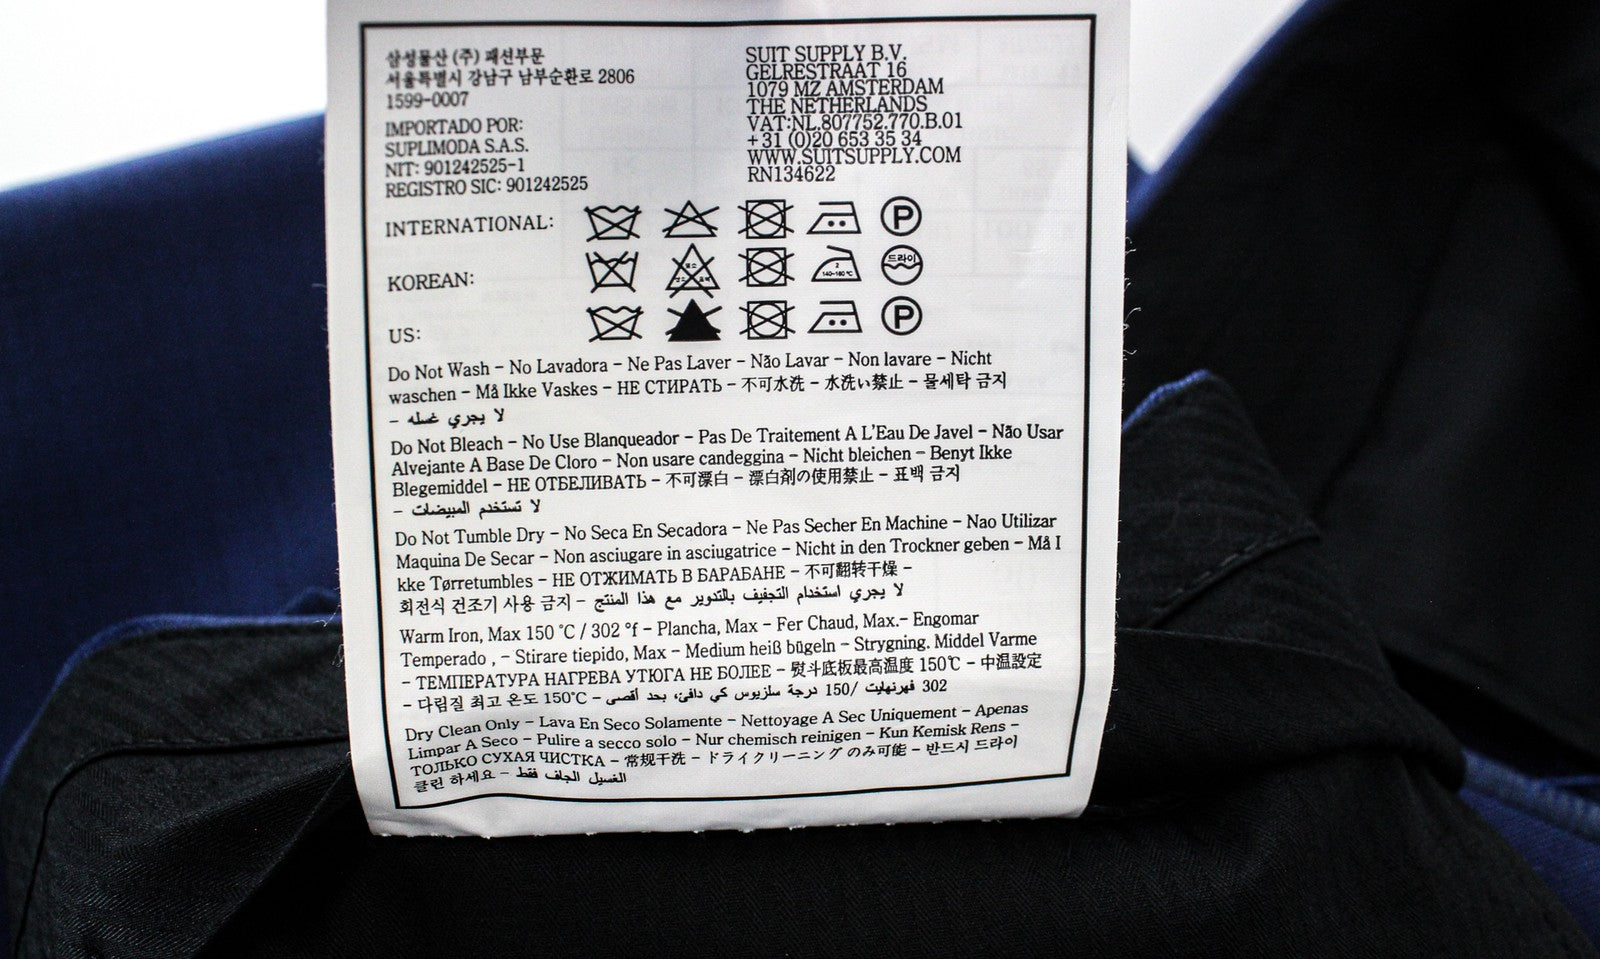 삼성물산 (주) 패션부문
서울특별시 강남구 남부순환로 2806
1599-0007
IMPORTADO POR:
SUPLIMODA S.A.S.
NIT: 901242525-1
REGISTRO SIC: 901242525
SUIT SUPPLY B.V.
GELRESTRAAT 16
1079 MZ AMSTERDAM
THE NETHERLANDS
VAT:NL.807752.770.B.01
+31 (0)20 653 35 34
WWW.SUITSUPPLY.COM
RN134622
INTERNATIONAL: P
KOREAN: 2 140~160 °C 드라이
US: P
Do Not Wash - No Lavadora - Ne Pas Laver - Não Lavar - Non lavare - Nicht
waschen - Må Ikke Vaskes - НЕ СТИРАТЬ - 不可水洗 - 水洗い禁止 - 물세탁 금지
- لا يجري غسله
Do Not Bleach - No Use Blanqueador - Pas De Traitement A L'Eau De Javel - Não Usar
Alvejante A Base De Cloro - Non usare candeggina - Nicht bleichen - Benyt Ikke
Blegemiddel - НЕ ОТБЕЛИВАТЬ - 不可漂白 - 漂白剤の使用禁止 - 표백 금지
- لا تستخدم المبيضات
Do Not Tumble Dry - No Seca En Secadora - Ne Pas Secher En Machine - Nao Utilizar
Maquina De Secar - Non asciugare in asciugatrice - Nicht in den Trockner geben - Må I
kke Tørretumbles - НЕ ОТЖИМАТЬ В БАРАБАНЕ - 不可翻转干燥 -
회전식 건조기 사용 금지 - لا يجري استخدام التجفيف بالتدوير مع هذا المنتج
Warm Iron, Max 150 °C / 302 °f - Plancha, Max - Fer Chaud, Max.- Engomar
Temperado , - Stirare tiepido, Max - Medium heiß bügeln - Strygning. Middel Varme
- ТЕМПЕРАТУРА НАГРЕВА УТЮГА НЕ БОЛЕЕ - 熨斗底板最高温度 150℃ - 中温設定
- 다림질 최고 온도 150°C - 302 فهرنهايت /150 درجة سلزيوس كي دافئ، بحد أقصى
Dry Clean Only - Lava En Seco Solamente - Nettoyage A Sec Uniquement - Apenas
Limpar A Seco - Pulire a secco solo - Nur chemisch reinigen - Kun Kemisk Rens -
ТОЛЬКО СУХАЯ ЧИСТКА - 常规干洗 - ドライクリーニング のみ可能 - 반드시 드라이
클린 하세요 - الغسيل الجاف فقط